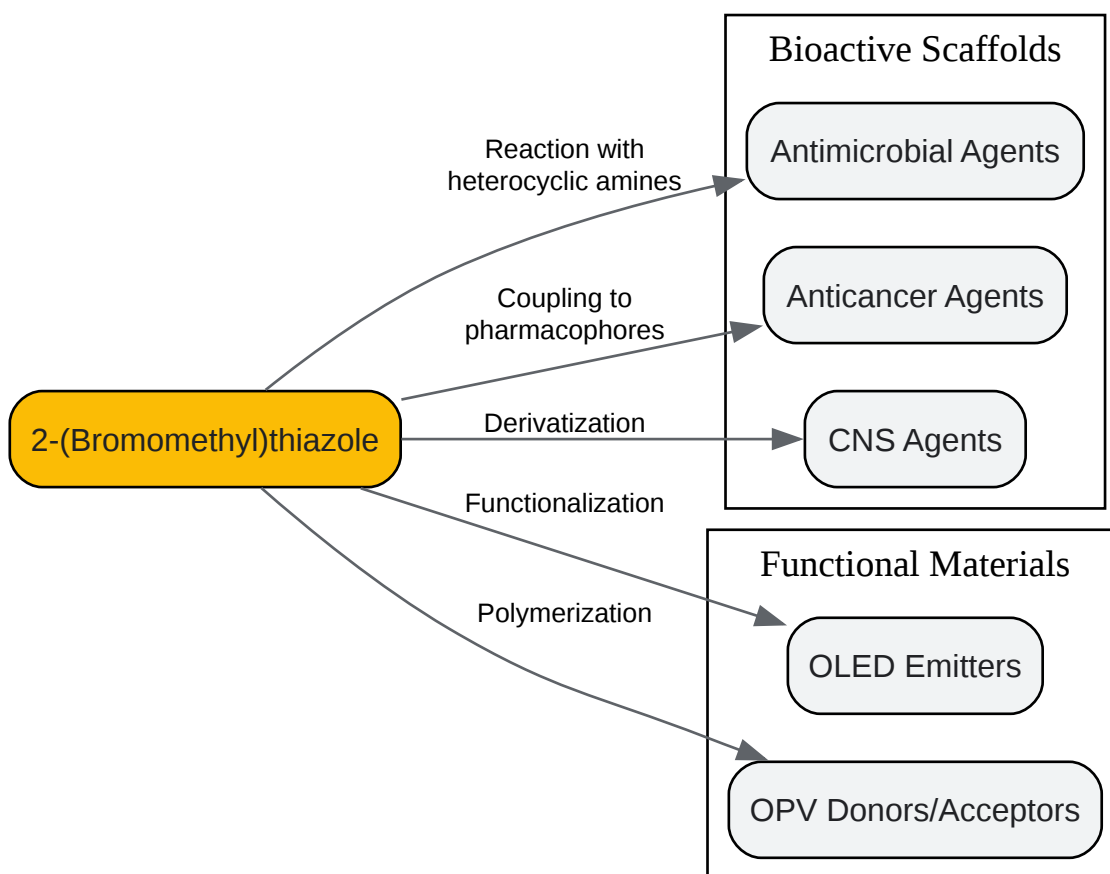 Bioactive Scaffolds
Reaction with
heterocyclic amines
Antimicrobial Agents
Coupling to
pharmacophores
Anticancer Agents
2-(Bromomethyl)thiazole
Derivatization
CNS Agents
Functionalization
Functional Materials
Polymerization
OLED Emitters
OPV Donors/Acceptors